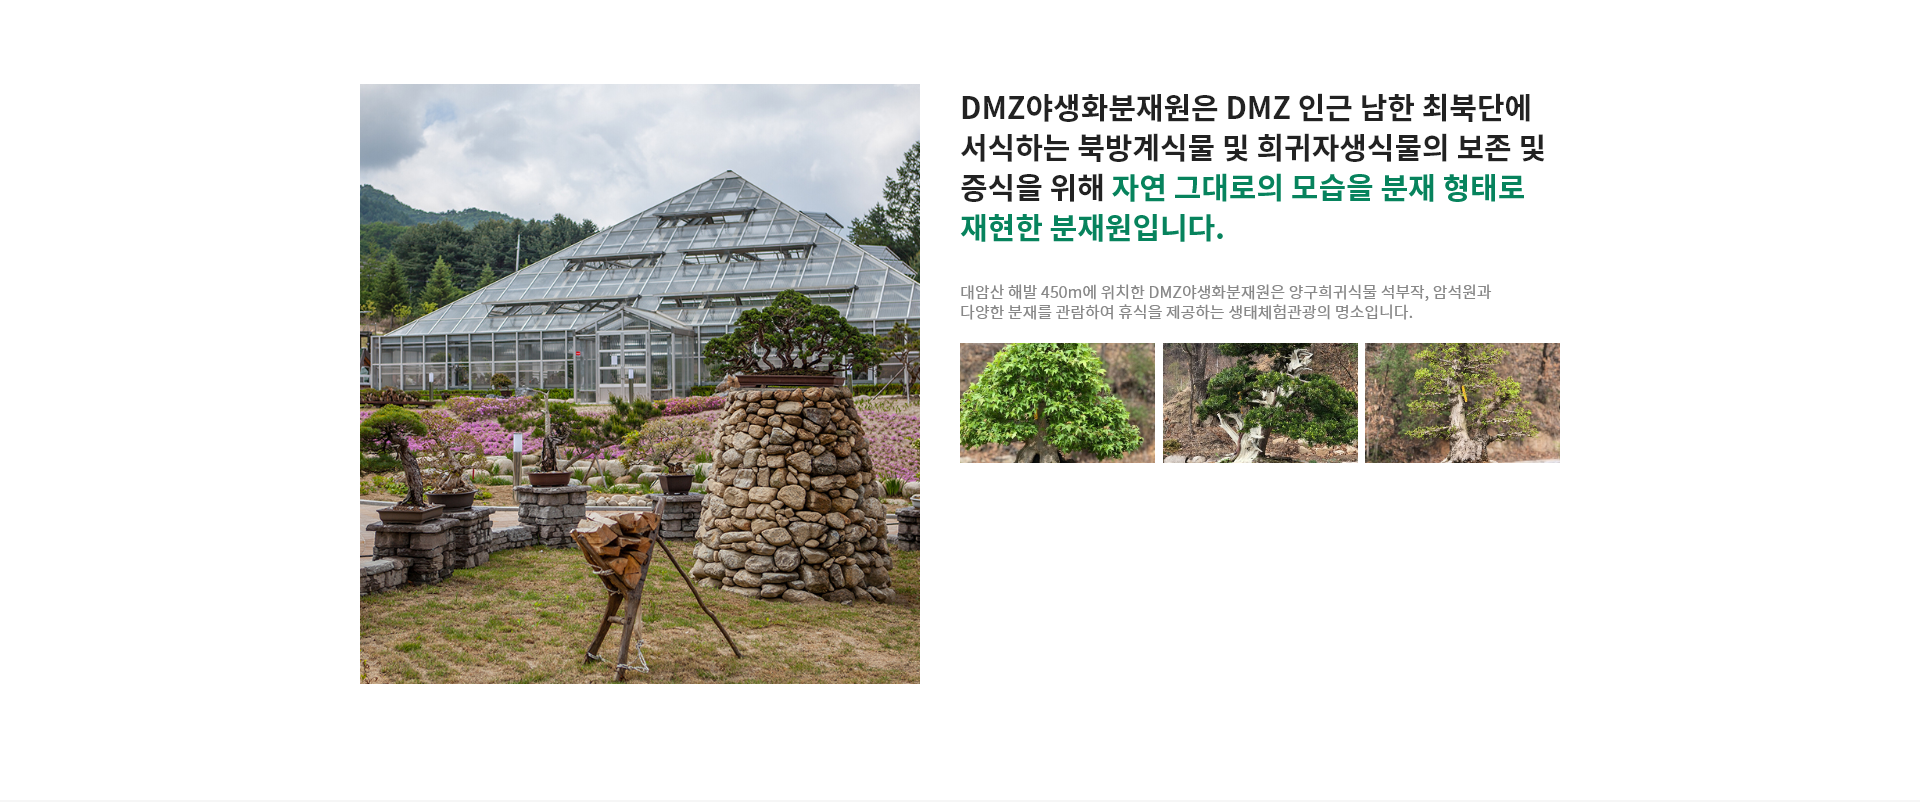 DMZ야생화분재원은 DMZ 인근 남한 최북단에
서식하는 북방계식물 및 희귀자생식물의 보존 및
증식을 위해 자연 그대로의 모습을 분재 형태로
재현한 분재원입니다.
대암산 해발 450m에 위치한 DMZ야생화분재원은 양구희귀식물 석부작, 암석원과
다양한 분재를 관람하여 휴식을 제공하는 생태체험관광의 명소입니다.